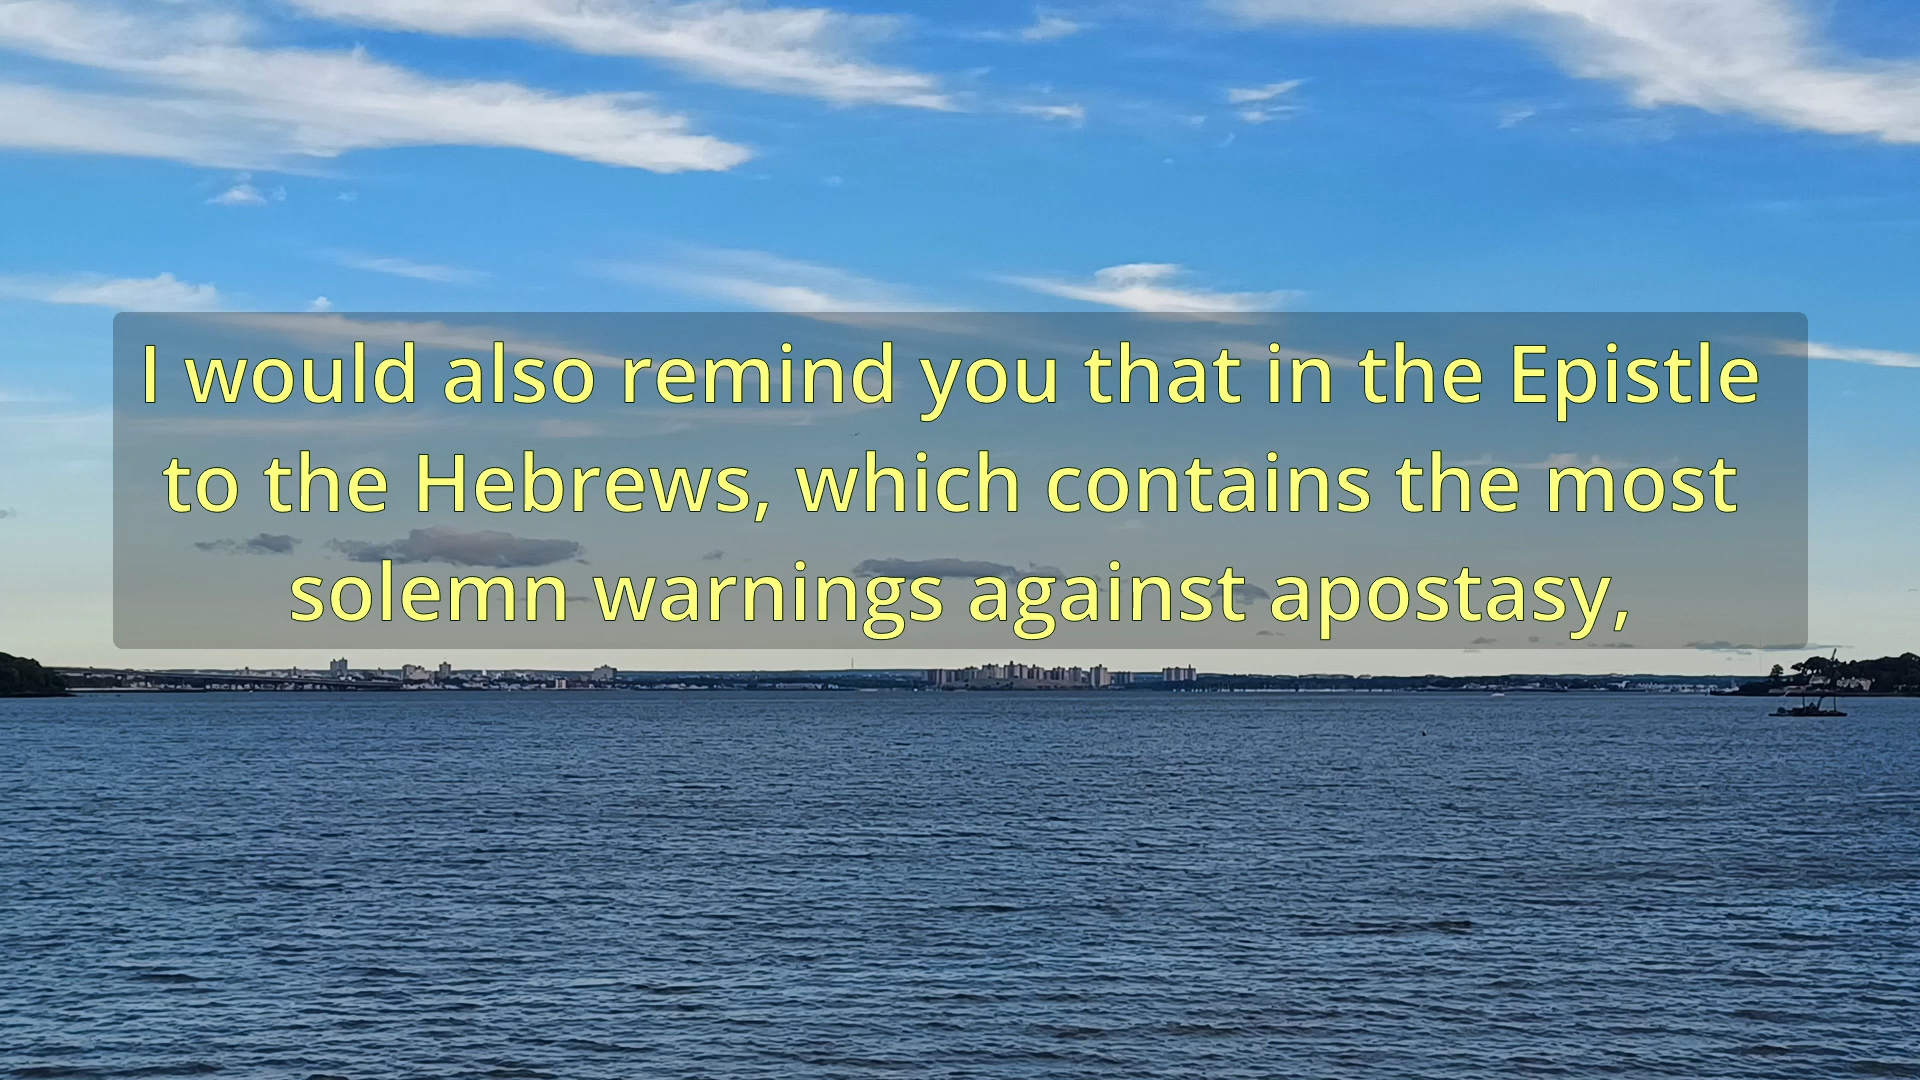 I would also remind you that in the Epistle
to the Hebrews, which contains the most
solemn warnings against apostasy,